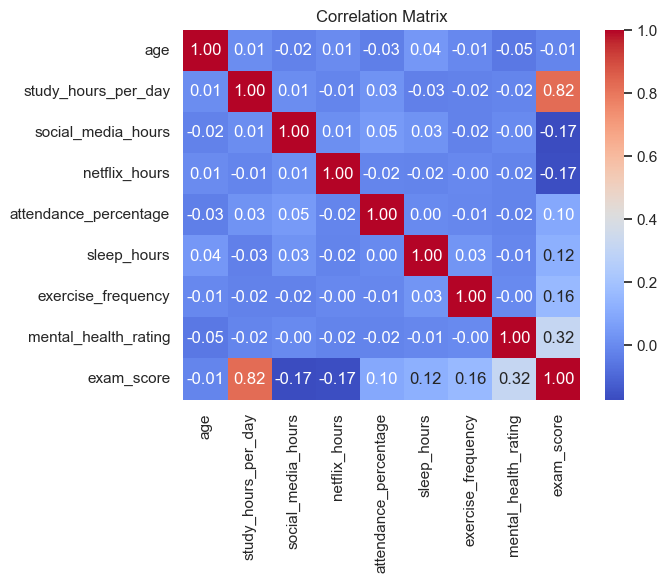 Correlation Matrix
age 1.00 0.01 -0.02 0.01 -0.03 0.04 -0.01 -0.05 -0.01
study_hours_per_day 0.01 1.00 0.01 -0.01 0.03 -0.03 -0.02 -0.02 0.82
social_media_hours -0.02 0.01 1.00 0.01 0.05 0.03 -0.02 -0.00 -0.17
netflix_hours 0.01 -0.01 0.01 1.00 -0.02 -0.02 -0.00 -0.02 -0.17
attendance_percentage -0.03 0.03 0.05 -0.02 1.00 0.00 -0.01 -0.02 0.10
sleep_hours 0.04 -0.03 0.03 -0.02 0.00 1.00 0.03 -0.01 0.12
exercise_frequency -0.01 -0.02 -0.02 -0.00 -0.01 0.03 1.00 -0.00 0.16
mental_health_rating -0.05 -0.02 -0.00 -0.02 -0.02 -0.01 -0.00 1.00 0.32
exam_score -0.01 0.82 -0.17 -0.17 0.10 0.12 0.16 0.32 1.00
age
study_hours_per_day
social_media_hours
netflix_hours
attendance_percentage
sleep_hours
exercise_frequency
mental_health_rating
exam_score
1.0
0.8
0.6
0.4
0.2
0.0